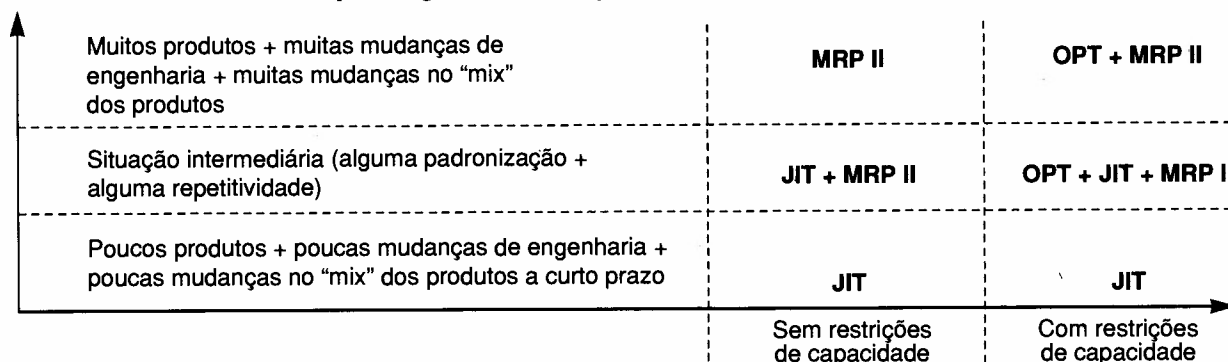 Muitos produtos + muitas mudanças de
engenharia + muitas mudanças no “mix”
dos produtos
MRP II
OPT + MRP II
Situação intermediária (alguma padronização +
alguma repetitividade)
JIT + MRP II
OPT + JIT + MRP I
Poucos produtos + poucas mudanças de engenharia +
poucas mudanças no “mix” dos produtos a curto prazo
JIT
JIT
Sem restrições
de capacidade
Com restrições
de capacidade